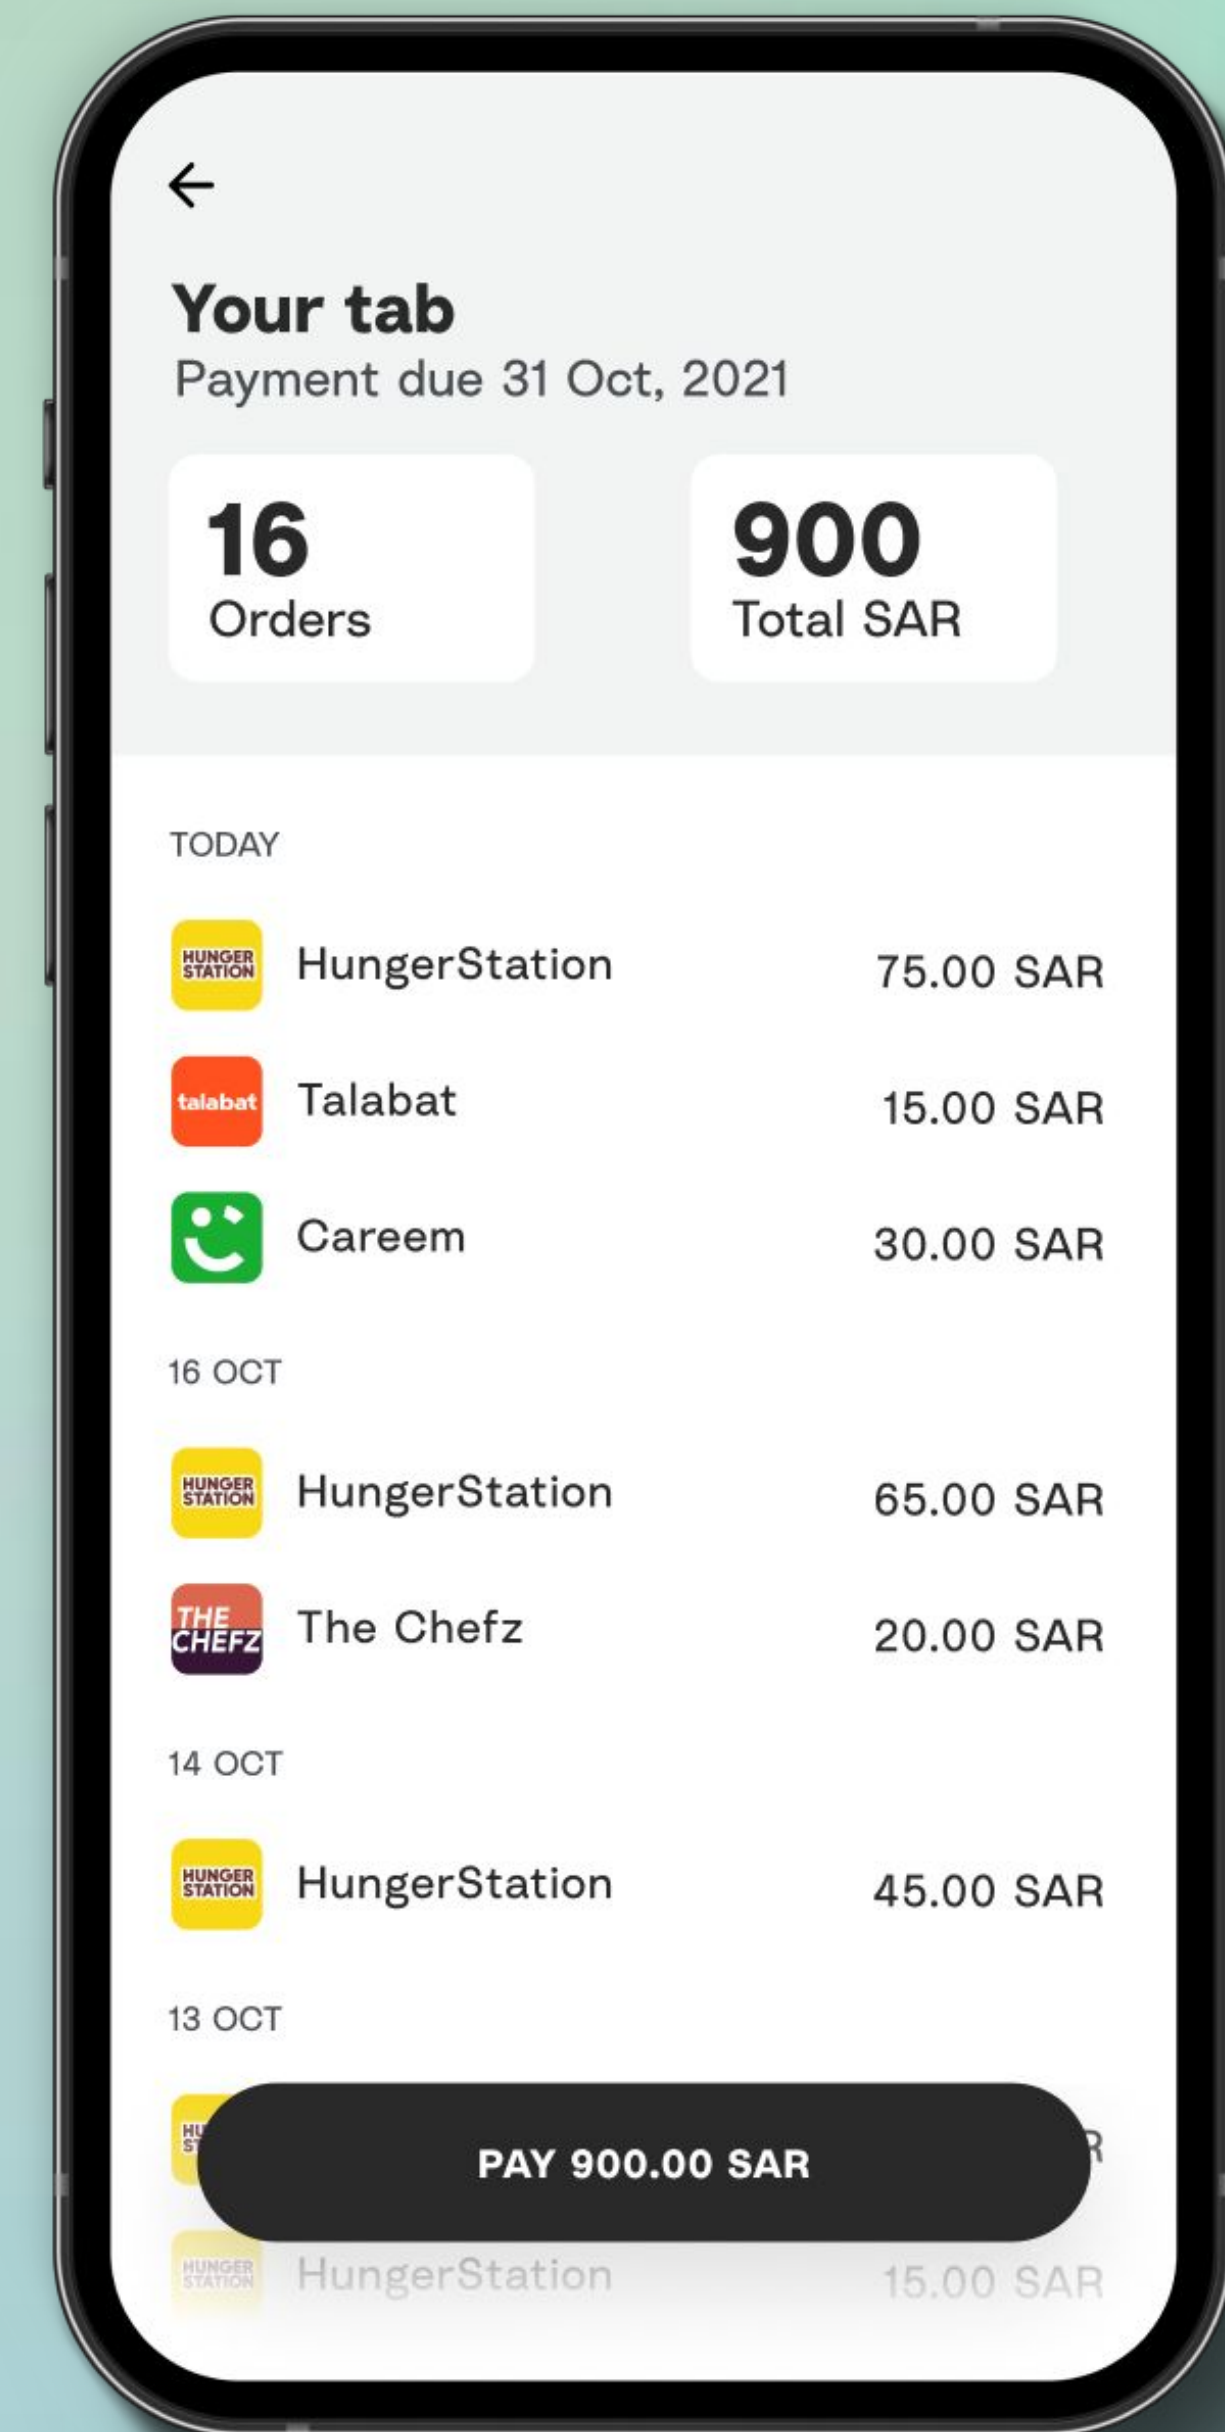 Your tab
Payment due 31 Oct, 2021
16
Orders
900
Total SAR
TODAY
HUNGER
STATION
HungerStation
75.00 SAR
talabat
Talabat
15.00 SAR
Careem
30.00 SAR
16 OCT
HUNGER
STATION
HungerStation
65.00 SAR
THE
CHEFZ
The Chefz
20.00 SAR
14 OCT
HUNGER
STATION
HungerStation
45.00 SAR
13 OCT
PAY 900.00 SAR
HUNGER
STATION
HungerStation
15.00 SAR